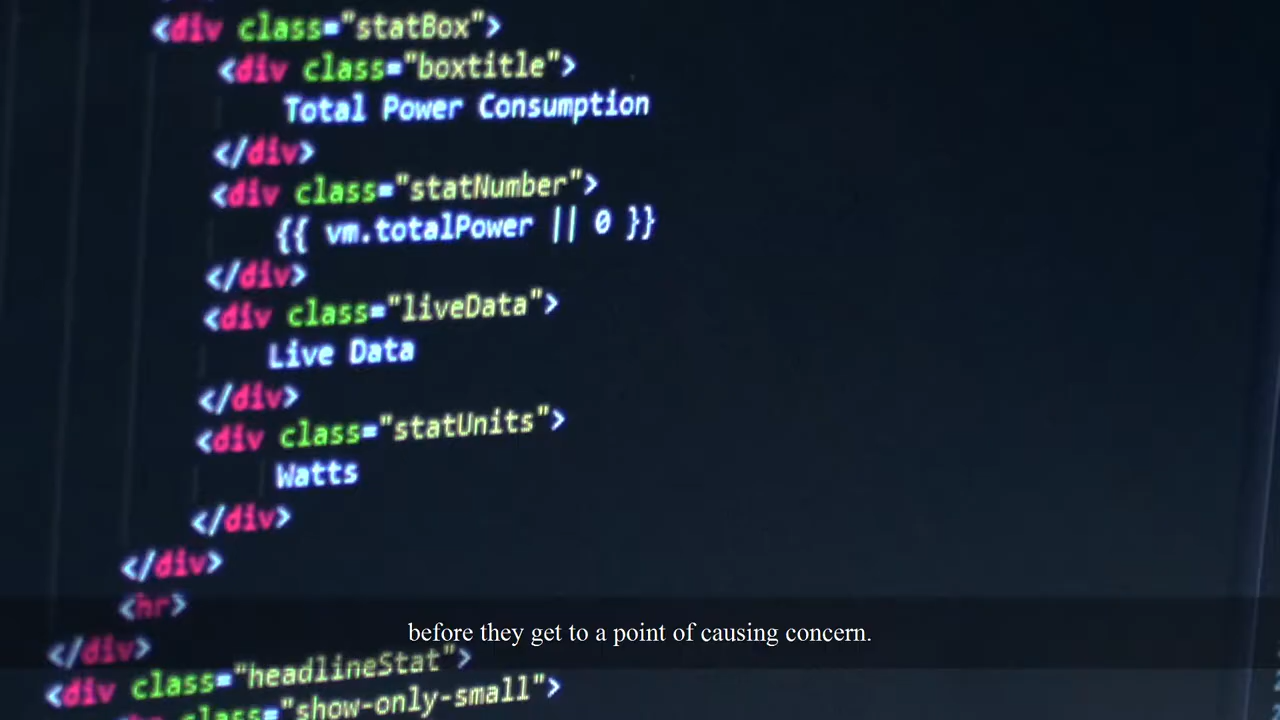 <div class="statBox">
<div class="boxtitle">
Total Power Consumption
</div>
<div class="statNumber">
{{ vm.totalPower || 0 }}
</div>
<div class="liveData">
Live Data
</div>
<div class="statUnits">
Watts
</div>
</div>
<hr>
before they get to a point of causing concern.
</div>
<div class="headlineStat">
class="show-only-small">